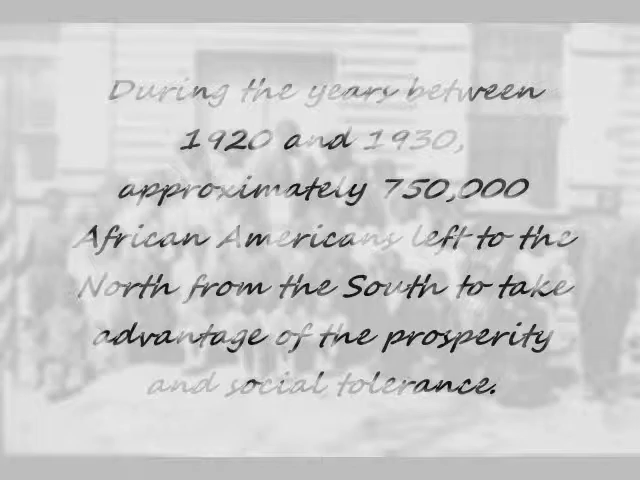 During the years between
1920 and 1930,
approximately 750,000
African Americans left to the
North from the South to take
advantage of the prosperity
and social tolerance.